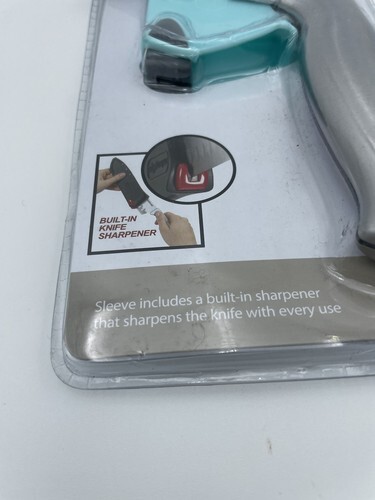 BUILT-IN
KNIFE
SHARPENER
Sleeve includes a built-in sharpener
that sharpens the knife with every use